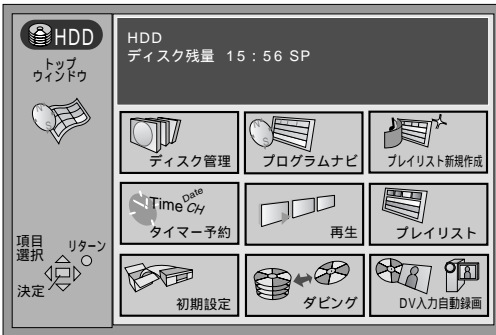 HDD
トップ
ウィンドウ
項目
選択
リターン
決定
HDD
ディスク残量 15:56 SP
ディスク管理
プログラムナビ
プレイリスト新規作成
Time Date
CH
タイマー予約
再生
プレイリスト
初期設定
ダビング
DV入力自動録画